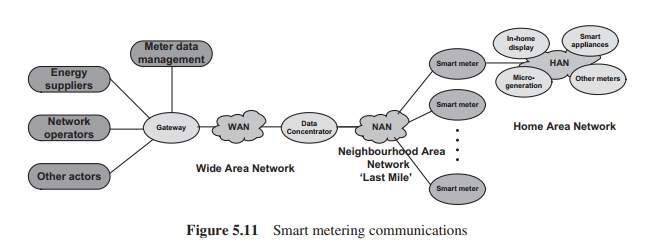 Meter data
management
Energy
suppliers
Network
operators
Other actors
Gateway
WAN
Wide Area Network
Data
Concentrator
NAN
Neighbourhood Area
Network
‘Last Mile’
Smart meter
Smart meter
Smart meter
In-home
display
Smart
appliances
HAN
Micro-
generation
Other meters
Home Area Network
Figure 5.11 Smart metering communications